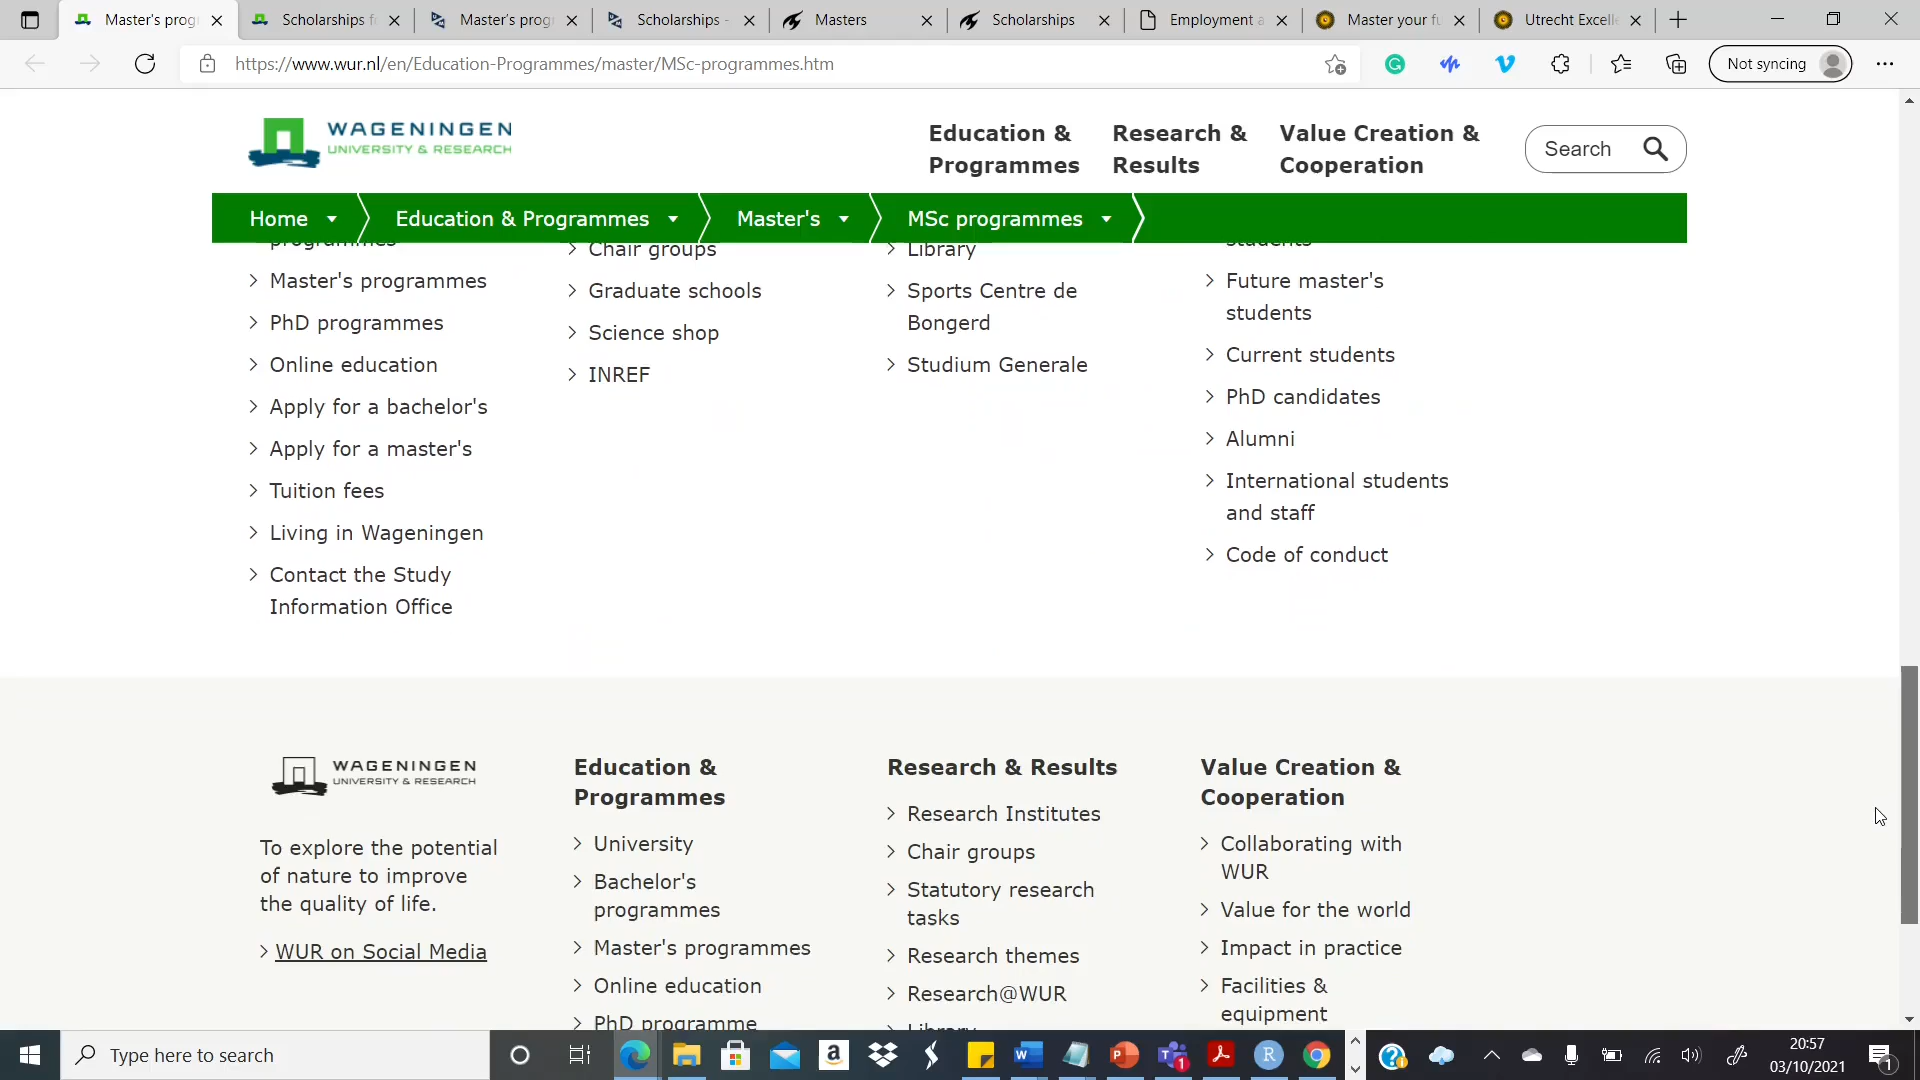 Master's prog
Scholarships f
Master's prog
Scholarships -
Masters
Scholarships
Employment a
Master your fu
Utrecht Excelle
https://www.wur.nl/en/Education-Programmes/master/MSc-programmes.htm
Not syncing
WAGENINGEN
UNIVERSITY & RESEARCH
Education &
Programmes
Research &
Results
Value Creation &
Cooperation
Search
Home
Education & Programmes
Master's
MSc programmes
programmes
Master's programmes
PhD programmes
Online education
Apply for a bachelor's
Apply for a master's
Tuition fees
Living in Wageningen
Contact the Study
Information Office
Chair groups
Graduate schools
Science shop
INREF
Library
Sports Centre de
Bongerd
Studium Generale
students
Future master's
students
Current students
PhD candidates
Alumni
International students
and staff
Code of conduct
WAGENINGEN
UNIVERSITY & RESEARCH
To explore the potential
of nature to improve
the quality of life.
WUR on Social Media
Education &
Programmes
University
Bachelor's
programmes
Master's programmes
Online education
PhD programme
Research & Results
Research Institutes
Chair groups
Statutory research
tasks
Research themes
Research@WUR
Library
Value Creation &
Cooperation
Collaborating with
WUR
Value for the world
Impact in practice
Facilities &
equipment
Type here to search
20:57
03/10/2021
1
1